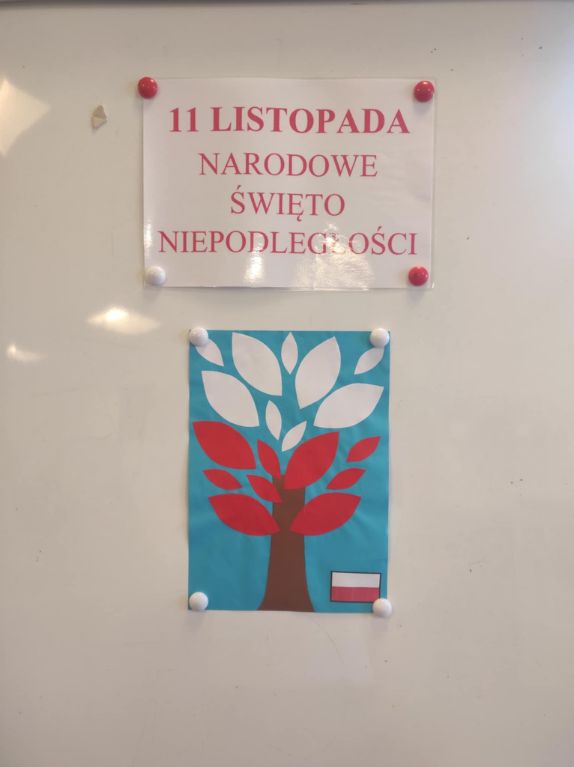 11 LISTOPADA
NARODOWE
ŚWIĘTO
NIEPODLEGŁOŚCI